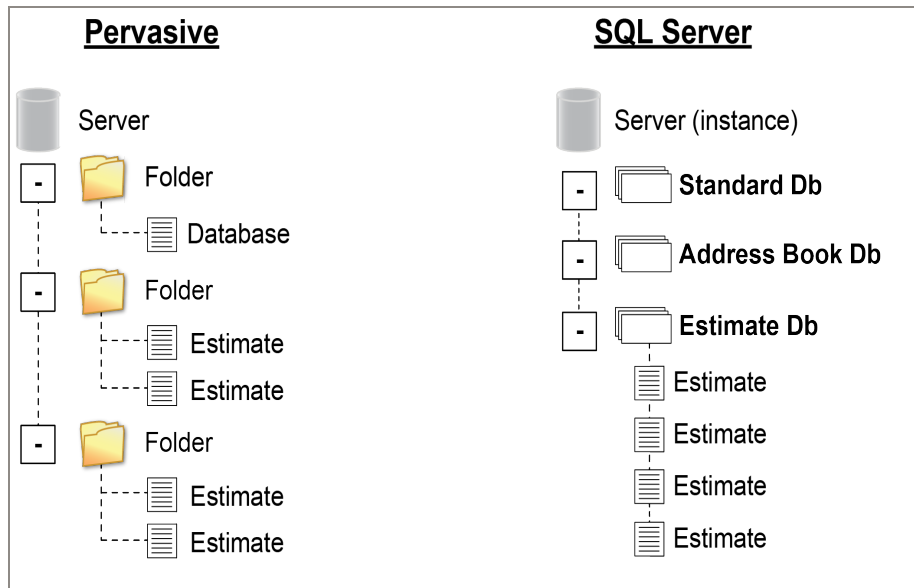 Pervasive
Server
- Folder
Database
- Folder
Estimate
Estimate
- Folder
Estimate
Estimate
SQL Server
Server (instance)
- Standard Db
- Address Book Db
- Estimate Db
Estimate
Estimate
Estimate
Estimate